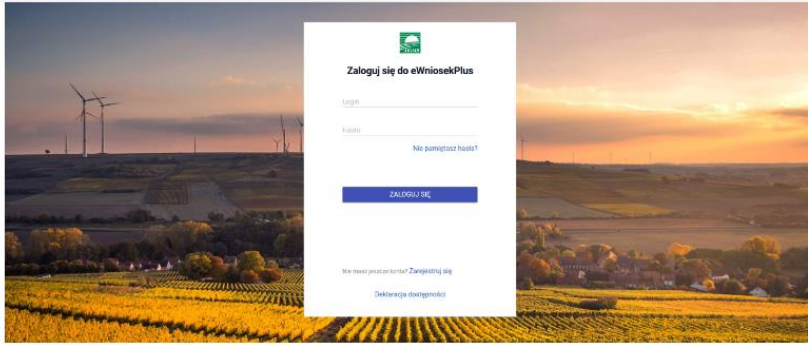 ARiMR
Zaloguj się do eWniosekPlus
Login
Hasło
Nie pamiętasz hasła?
ZALOGUJ SIĘ
Nie masz jeszcze konta? Zarejestruj się
Deklaracja dostępności